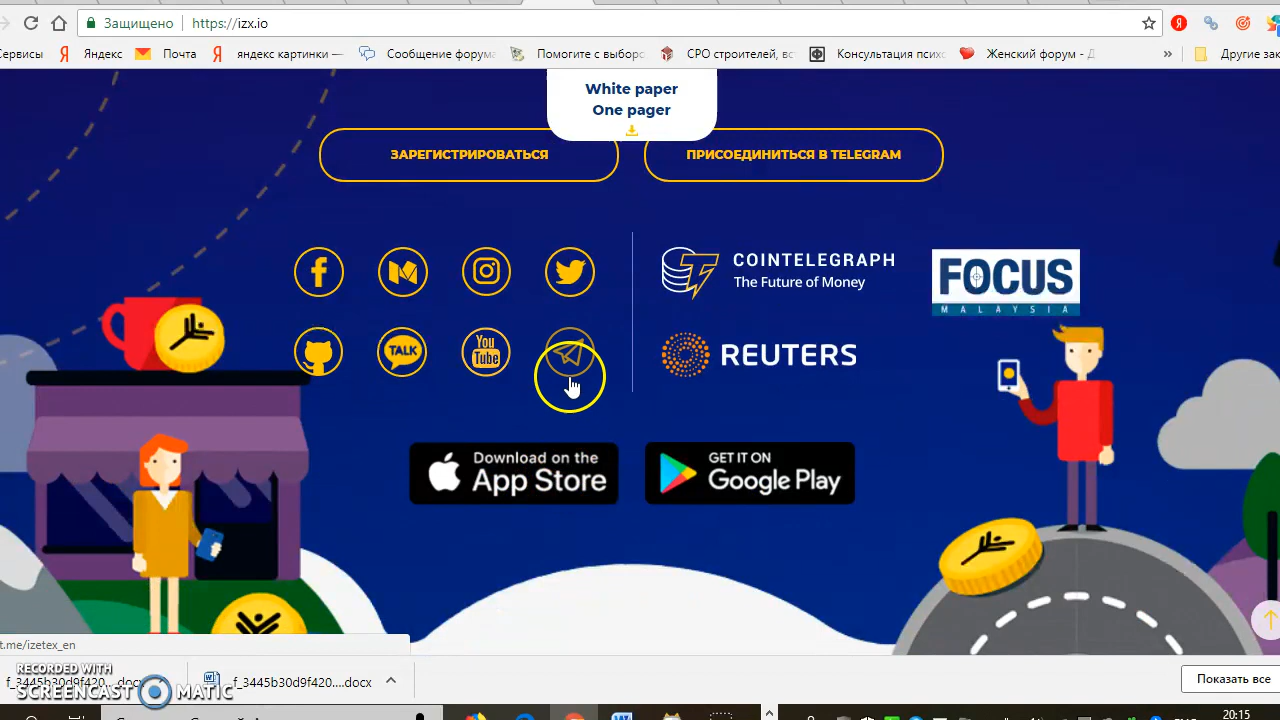 Защищено
https://izx.io
Я
Сервисы
Я
Яндекс
Почта
Я
яндекс картинки —
Сообщение форума
Помогите с выборо
СРО строителей, вс
Консультация психо
Женский форум - Д
»
Другие зак
White paper
One pager
ЗАРЕГИСТРИРОВАТЬСЯ
ПРИСОЕДИНИТЬСЯ В TELEGRAM
COINTELEGRAPH
The Future of Money
FOCUS
MALAYSIA
TALK
You
Tube
REUTERS
Download on the
App Store
GET IT ON
Google Play
t.me/izetex_en
RECORDED WITH
SCREENCAST MATIC
f_3445b30d9f420....docx
f_3445b30d9f420....docx
Показать все
20:15